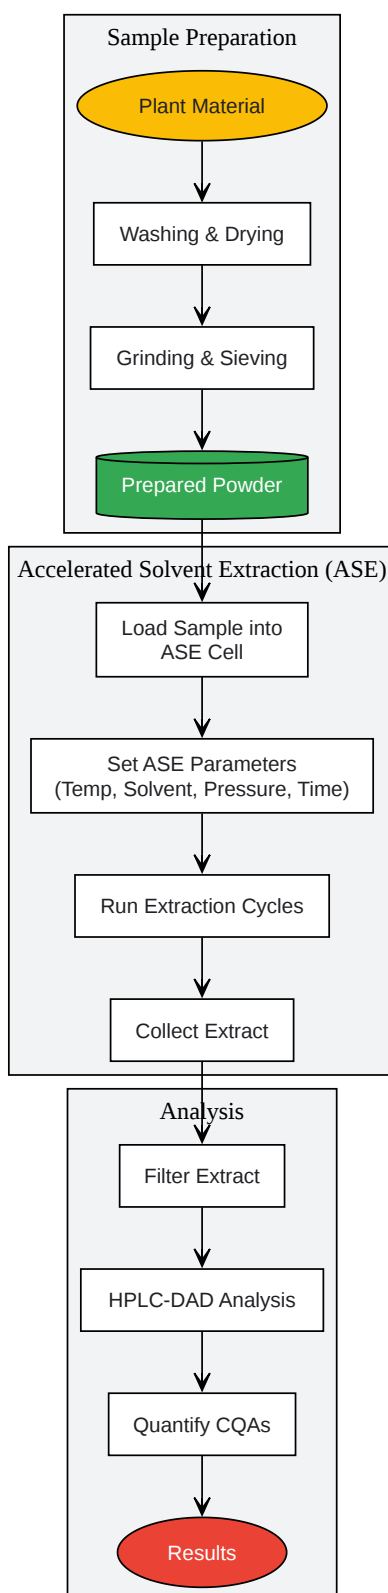 Sample Preparation
Plant Material
Washing & Drying
Grinding & Sieving
Prepared Powder
Accelerated Solvent Extraction (ASE)
Load Sample into
ASE Cell
Set ASE Parameters
(Temp, Solvent, Pressure, Time)
Run Extraction Cycles
Collect Extract
Analysis
Filter Extract
HPLC-DAD Analysis
Quantify CQAs
Results